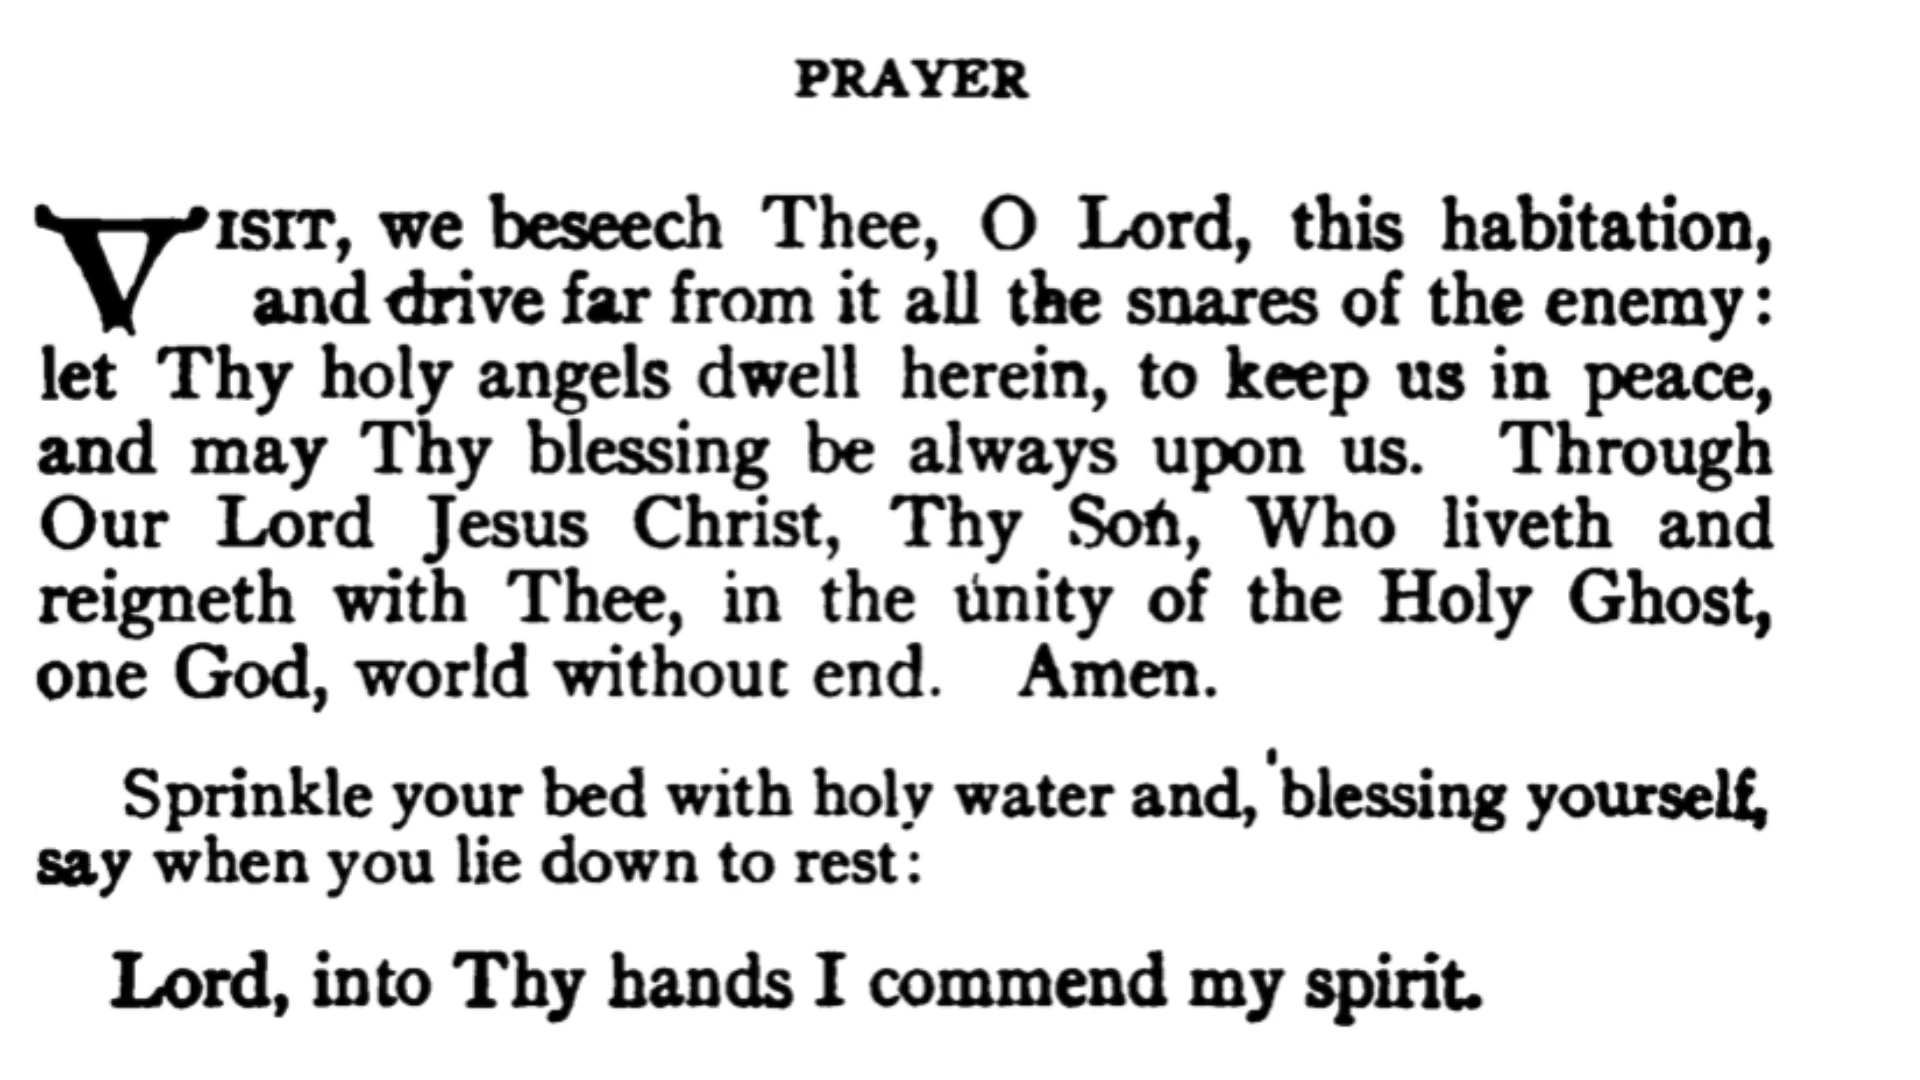 PRAYER
VISIT, we beseech Thee, O Lord, this habitation,
and drive far from it all the snares of the enemy:
let Thy holy angels dwell herein, to keep us in peace,
and may Thy blessing be always upon us. Through
Our Lord Jesus Christ, Thy Son, Who liveth and
reigneth with Thee, in the unity of the Holy Ghost,
one God, world without end. Amen.
Sprinkle your bed with holy water and, blessing yourself,
say when you lie down to rest:
Lord, into Thy hands I commend my spirit.